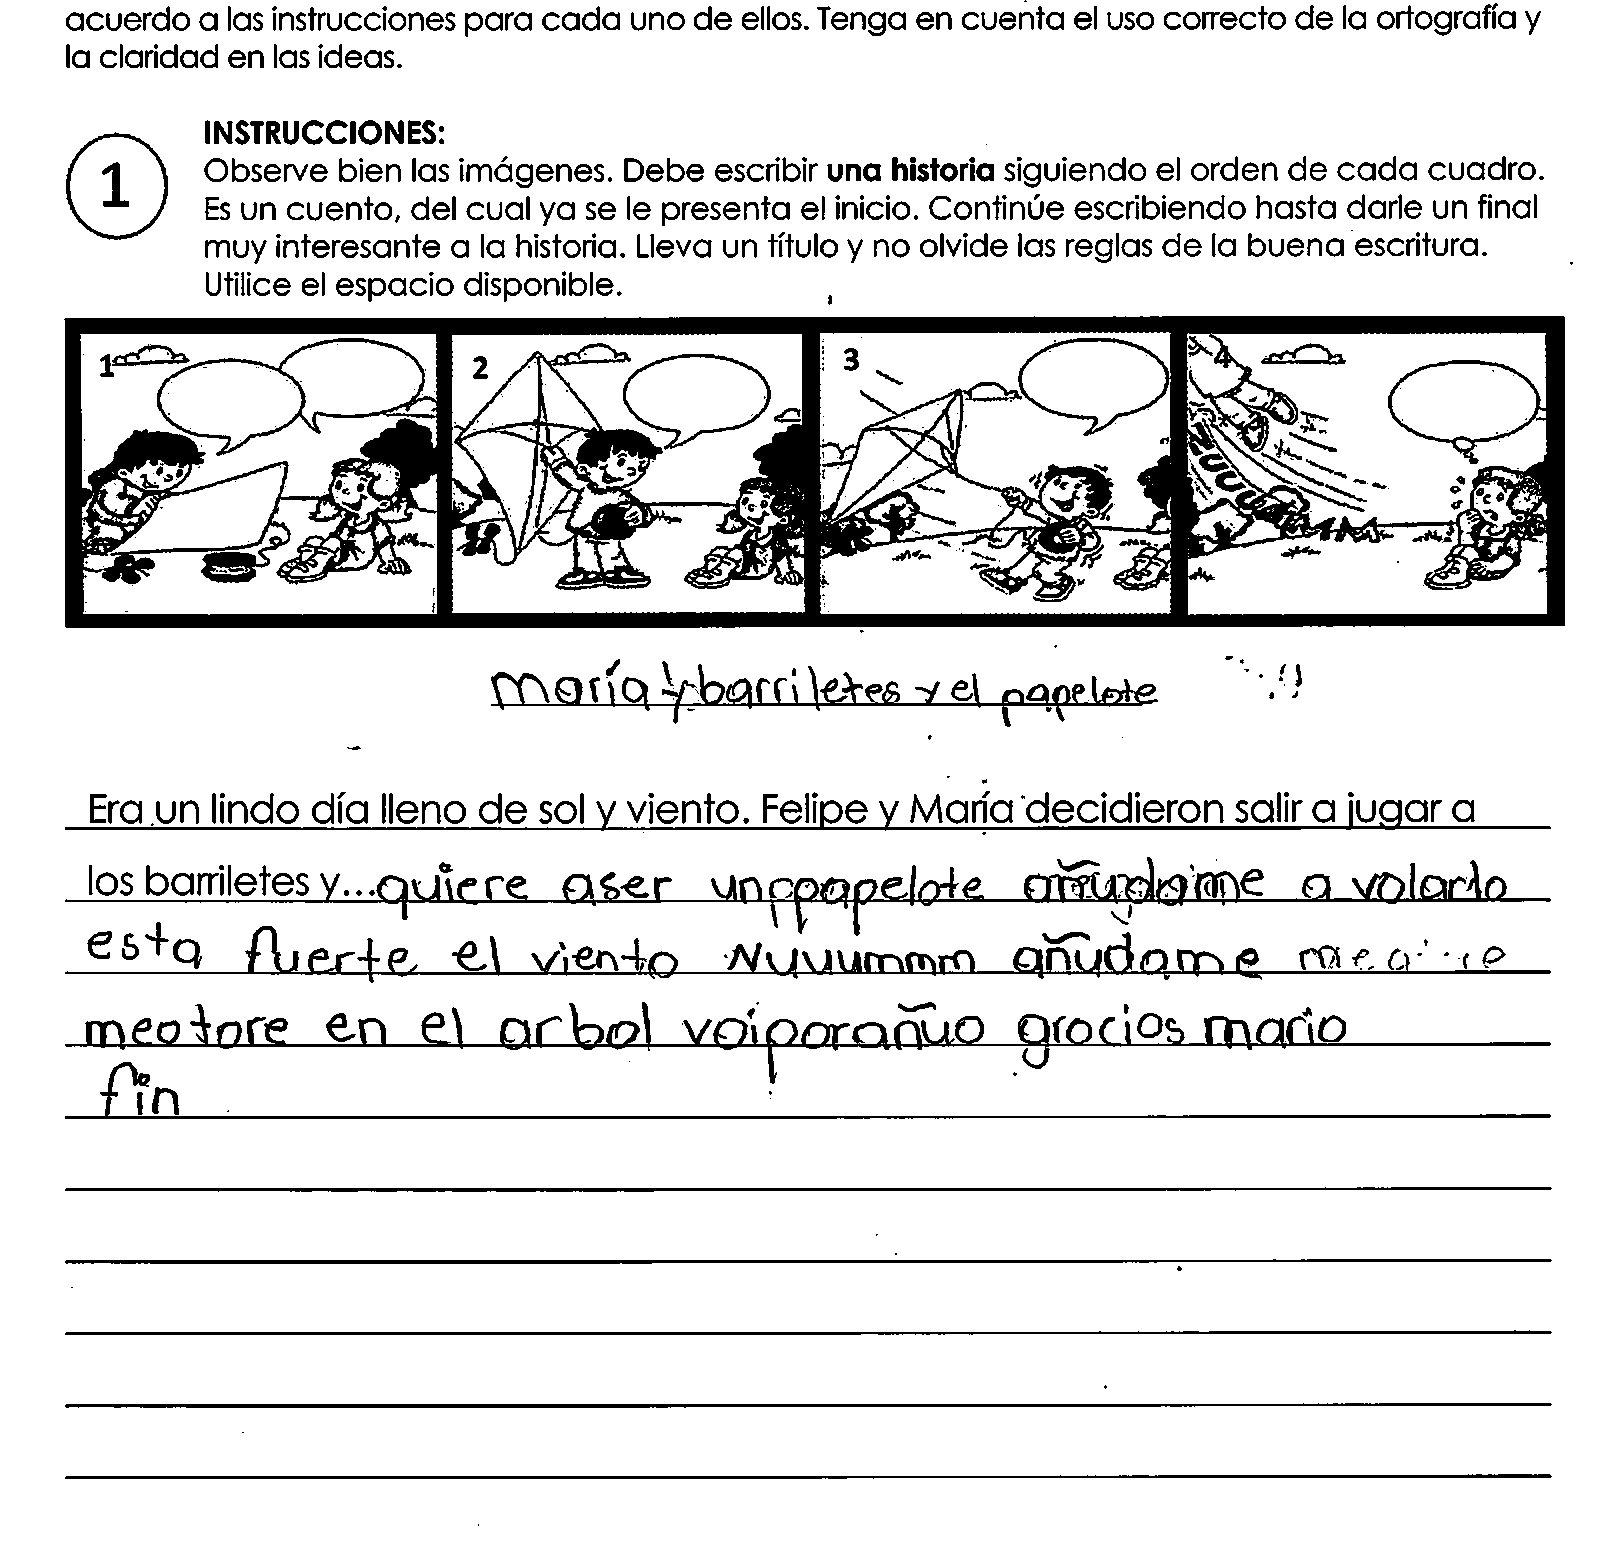 acuerdo a las instrucciones para cada uno de ellos. Tenga en cuenta el uso correcto de la ortografía y
la claridad en las ideas.
1
INSTRUCCIONES:
Observe bien las imágenes. Debe escribir una historia siguiendo el orden de cada cuadro.
Es un cuento, del cual ya se le presenta el inicio. Continúe escribiendo hasta darle un final
muy interesante a la historia. Lleva un título y no olvide las reglas de la buena escritura.
Utilice el espacio disponible.
1 2 3 4
maría y barriletes y el papelote
Era un lindo día lleno de sol y viento. Felipe y María decidieron salir a jugar a
los barriletes y...quiere aser papelote a volarlo
esta fuerte el viento Nuuummm añudame
meotore en el arbol voiporañuo grocios mario
fin